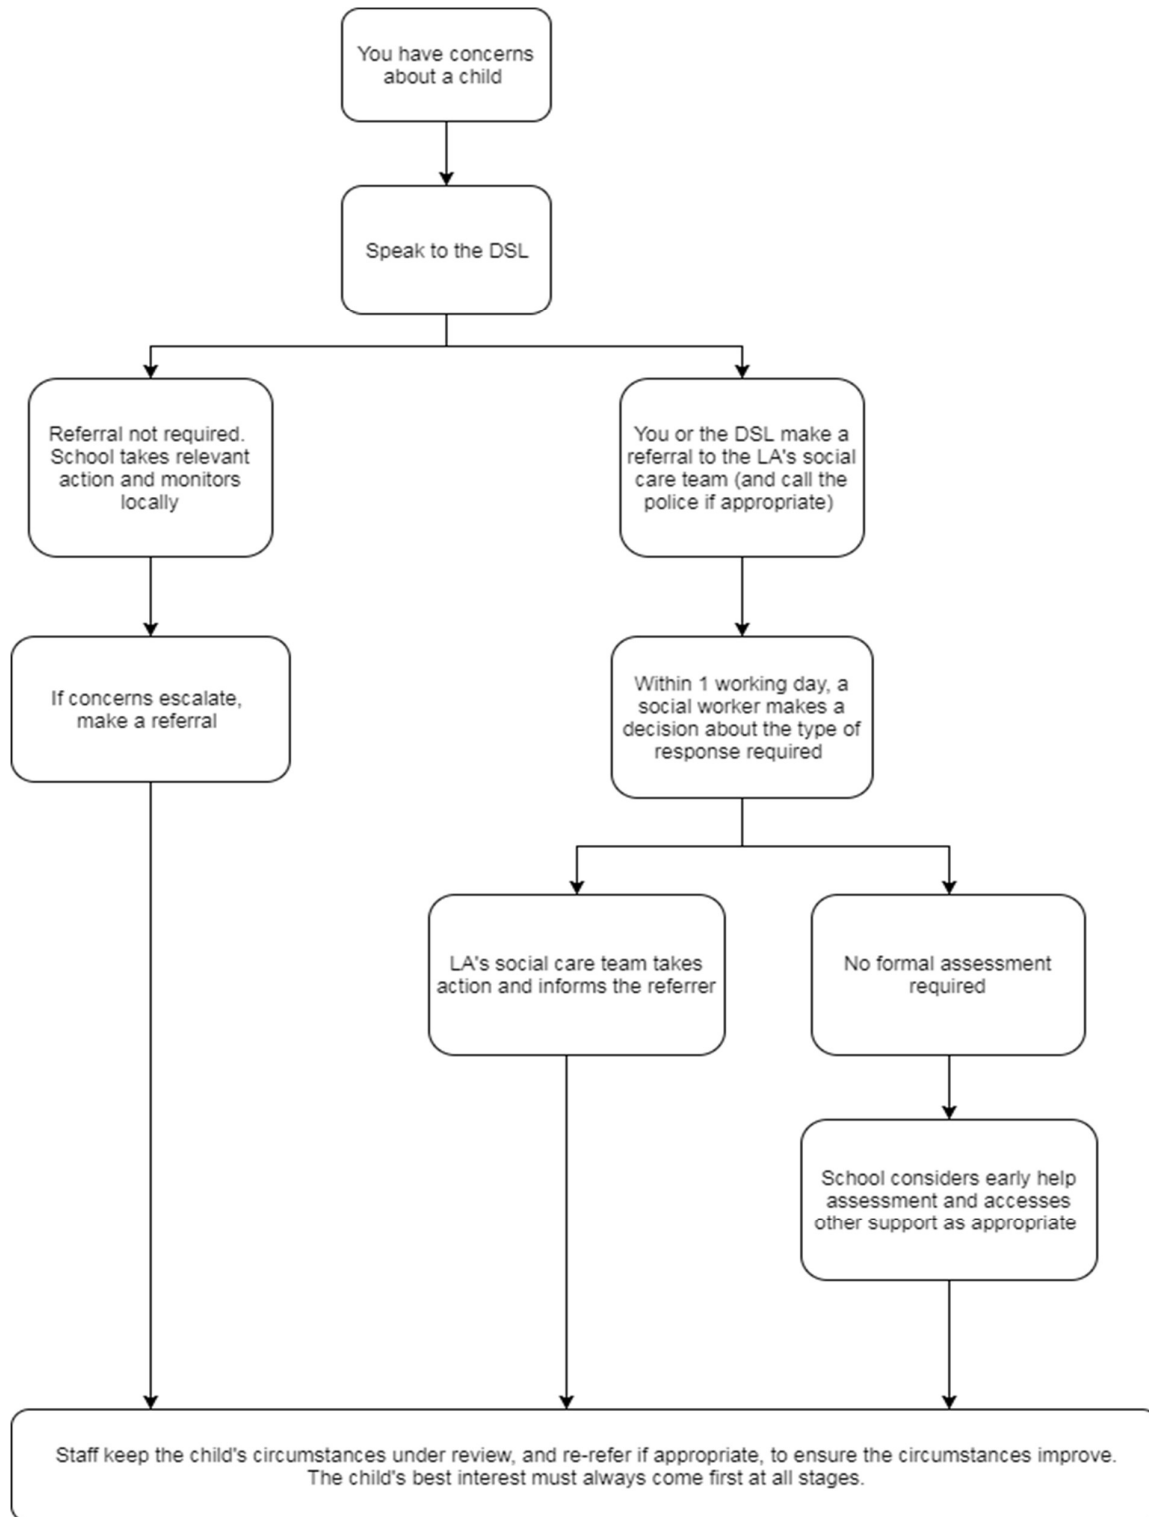 You have concerns
about a child
Speak to the DSL
Referral not required.
School takes relevant
action and monitors
locally
You or the DSL make a
referral to the LA's social
care team (and call the
police if appropriate)
If concerns escalate,
make a referral
Within 1 working day, a
social worker makes a
decision about the type of
response required
LA's social care team takes
action and informs the referrer
No formal assessment
required
School considers early help
assessment and accesses
other support as appropriate
Staff keep the child's circumstances under review, and re-refer if appropriate, to ensure the circumstances improve.
The child's best interest must always come first at all stages.